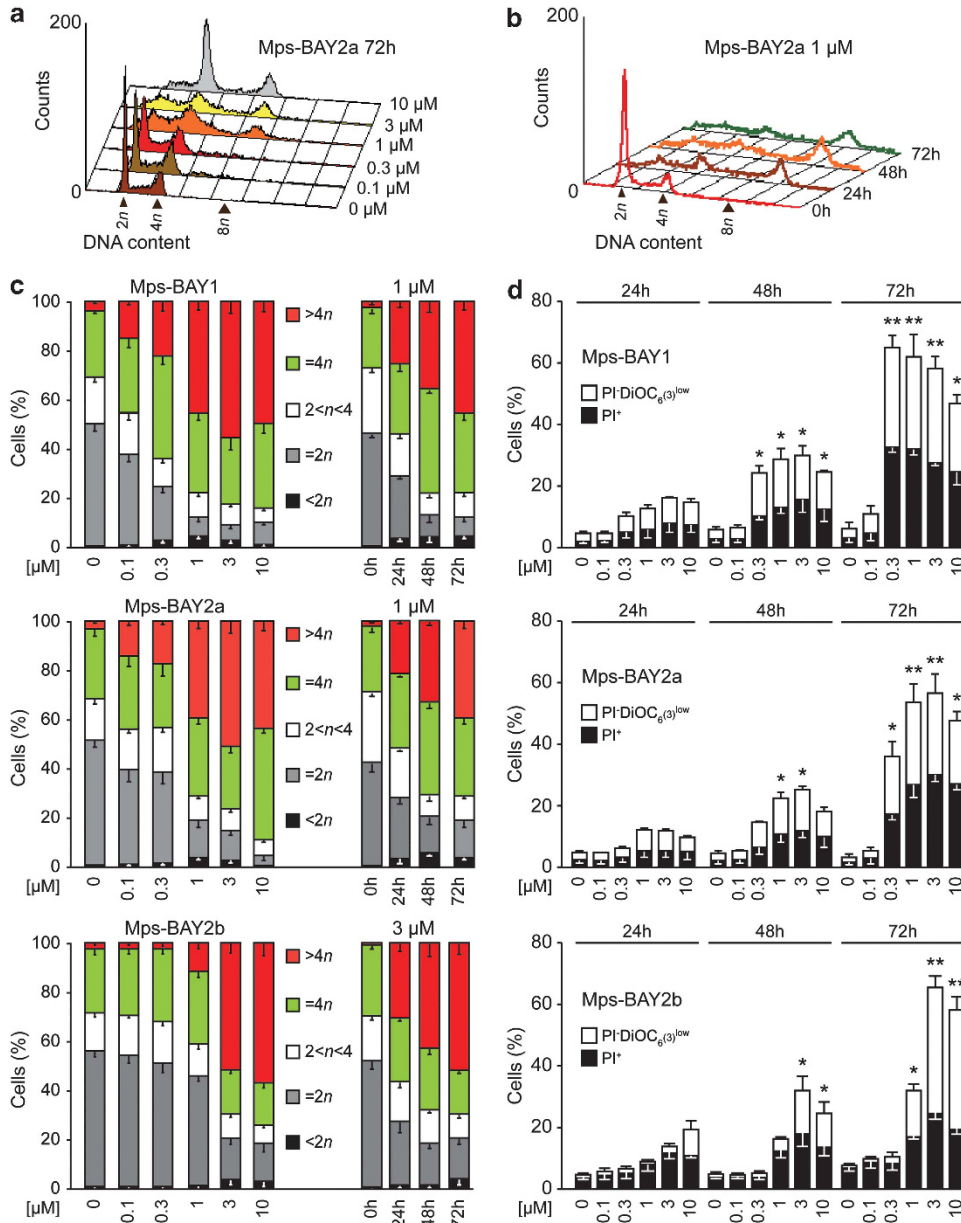 a
200
Counts
0
Mps-BAY2a 72h
10 µM
3 µM
1 µM
0.3 µM
0.1 µM
0 µM
2n
4n
8n
DNA content
b
200
Counts
0
Mps-BAY2a 1 µM
72h
48h
24h
0h
2n
4n
8n
DNA content
c
Mps-BAY1
1 µM
Cells (%)
100
80
60
40
20
0
>4n
=4n
2<n<4
=2n
<2n
[µM]
0
0.1
0.3
1
3
10
0h
24h
48h
72h
Mps-BAY2a
1 µM
Cells (%)
100
80
60
40
20
0
>4n
=4n
2<n<4
=2n
<2n
[µM]
0
0.1
0.3
1
3
10
0h
24h
48h
72h
Mps-BAY2b
3 µM
Cells (%)
100
80
60
40
20
0
>4n
=4n
2<n<4
=2n
<2n
[µM]
0
0.1
0.3
1
3
10
0h
24h
48h
72h
d
24h
48h
72h
Cells (%)
80
60
40
20
0
Mps-BAY1
PI-DiOC6(3)low
PI+
* * * *
** ** ** *
0 0.1 0.3 1 3 10
0 0.1 0.3 1 3 10
0 0.1 0.3 1 3 10
[µM]
24h
48h
72h
Cells (%)
80
60
40
20
0
Mps-BAY2a
PI-DiOC6(3)low
PI+
* *
* ** ** *
0 0.1 0.3 1 3 10
0 0.1 0.3 1 3 10
0 0.1 0.3 1 3 10
[µM]
24h
48h
72h
Cells (%)
80
60
40
20
0
Mps-BAY2b
PI-DiOC6(3)low
PI+
* *
* ** **
0 0.1 0.3 1 3 10
0 0.1 0.3 1 3 10
0 0.1 0.3 1 3 10
[µM]